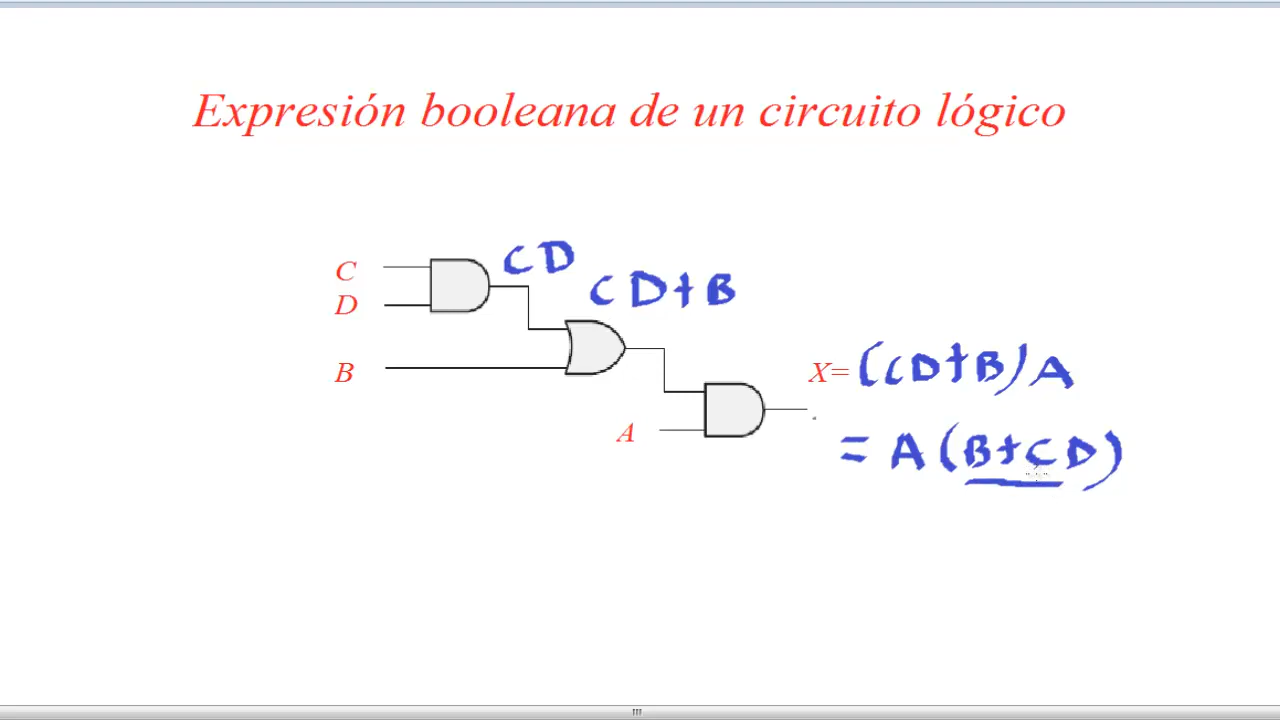 Expresión booleana de un circuito lógico
C
CD
CD+B
D
B
X=(CD+B)A
A
=A(B+CD)